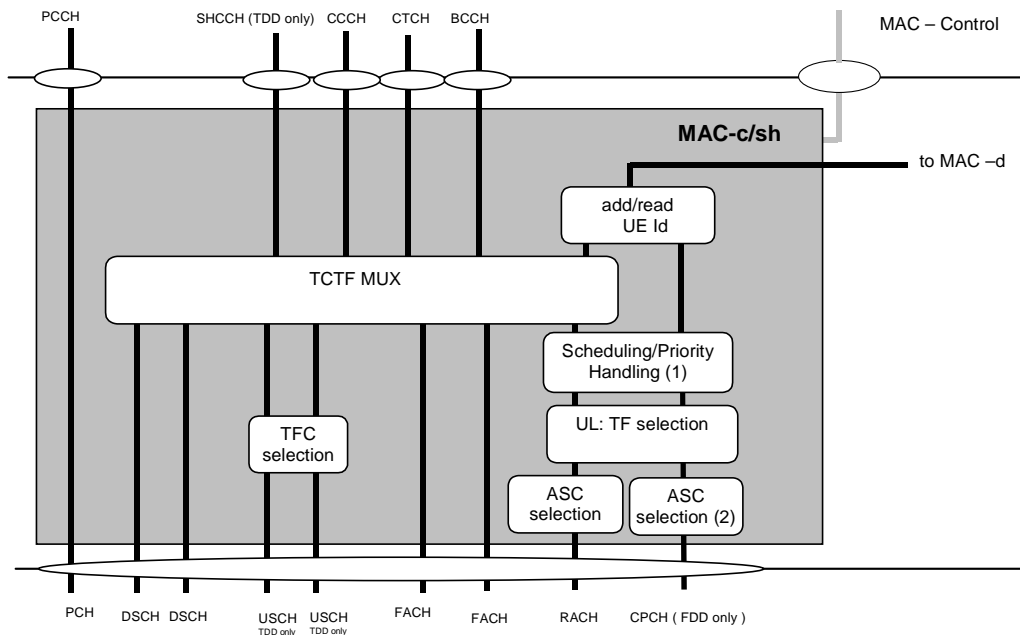 PCCH
SHCCH (TDD only)
CCCH
CTCH
BCCH
MAC – Control
MAC-c/sh
to MAC –d
add/read
UE Id
TCTF MUX
Scheduling/Priority
Handling (1)
UL: TF selection
TFC
selection
ASC
selection
ASC
selection (2)
PCH
DSCH
DSCH
USCH
TDD only
USCH
TDD only
FACH
FACH
RACH
CPCH ( FDD only )